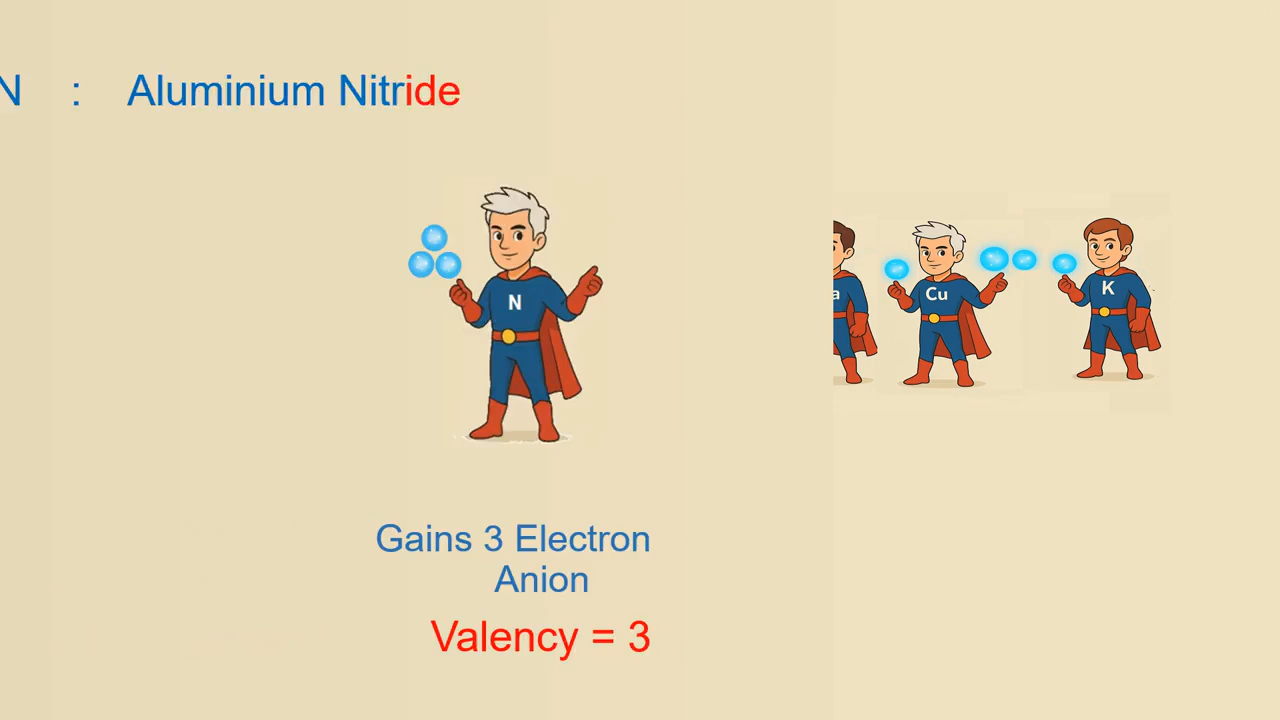 N : Aluminium Nitride
N
a
Cu
K
Gains 3 Electron
Anion
Valency = 3